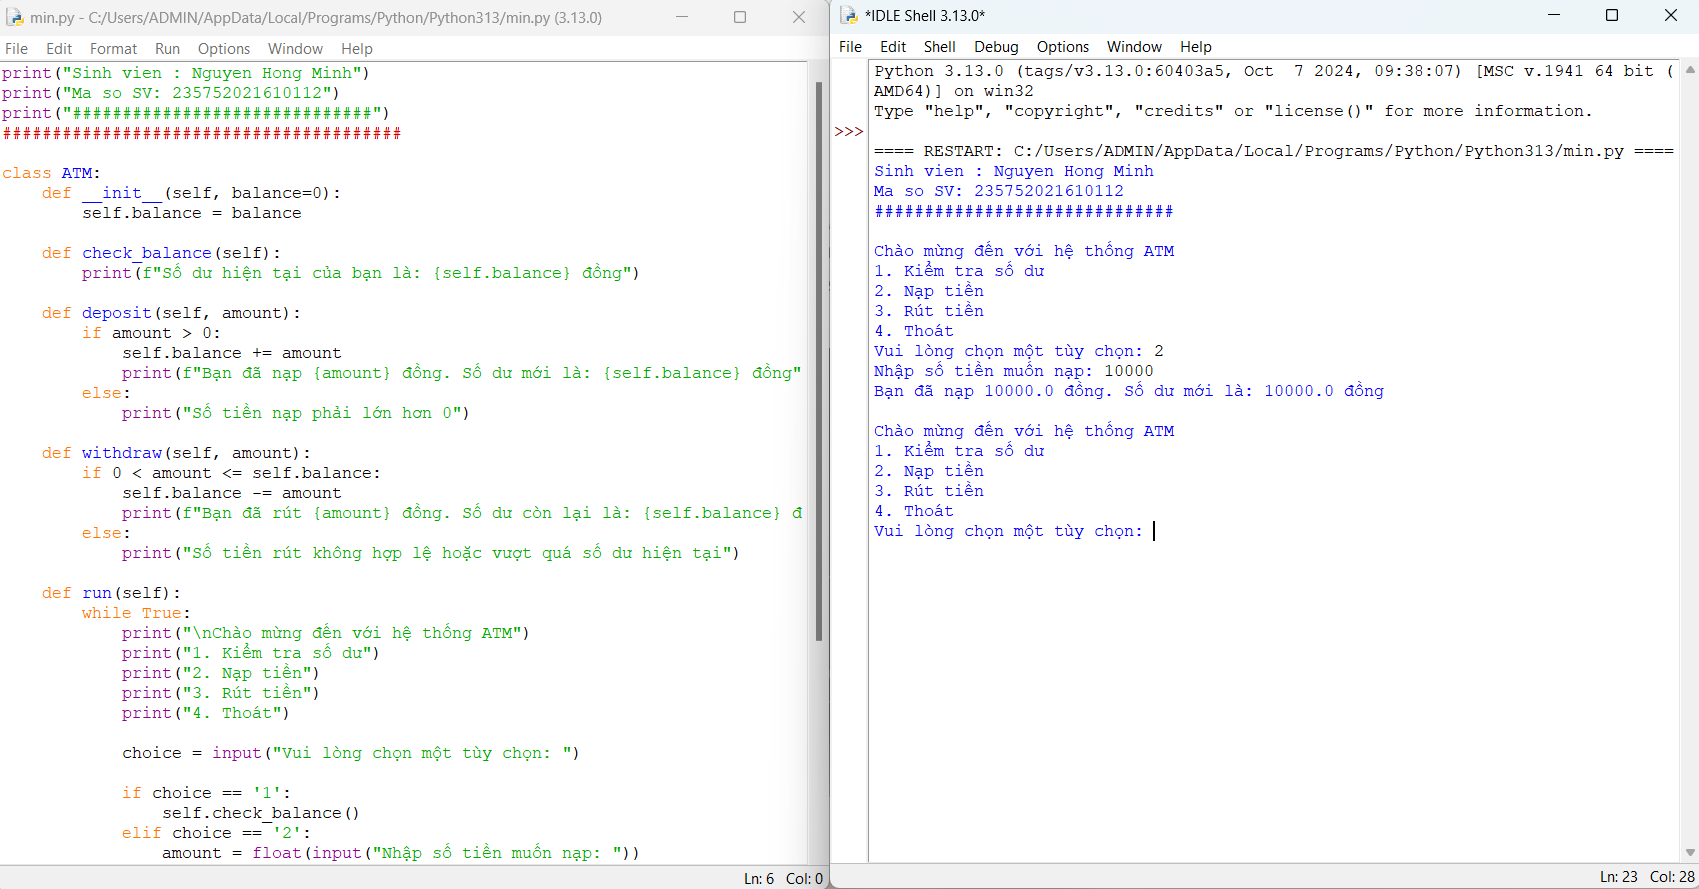 min.py - C:/Users/ADMIN/AppData/Local/Programs/Python/Python313/min.py (3.13.0)
File Edit Format Run Options Window Help
print("Sinh vien : Nguyen Hong Minh")
print("Ma so SV: 235752021610112")
print("##############################")
########################################
class ATM:
    def __init__(self, balance=0):
        self.balance = balance
    def check_balance(self):
        print(f"Số dư hiện tại của bạn là: {self.balance} đồng")
    def deposit(self, amount):
        if amount > 0:
            self.balance += amount
            print(f"Bạn đã nạp {amount} đồng. Số dư mới là: {self.balance} đồng"
        else:
            print("Số tiền nạp phải lớn hơn 0")
    def withdraw(self, amount):
        if 0 < amount <= self.balance:
            self.balance -= amount
            print(f"Bạn đã rút {amount} đồng. Số dư còn lại là: {self.balance} đ
        else:
            print("Số tiền rút không hợp lệ hoặc vượt quá số dư hiện tại")
    def run(self):
        while True:
            print("\nChào mừng đến với hệ thống ATM")
            print("1. Kiểm tra số dư")
            print("2. Nạp tiền")
            print("3. Rút tiền")
            print("4. Thoát")
            choice = input("Vui lòng chọn một tùy chọn: ")
            if choice == '1':
                self.check_balance()
            elif choice == '2':
                amount = float(input("Nhập số tiền muốn nạp: "))
Ln: 6 Col: 0
*IDLE Shell 3.13.0*
File Edit Shell Debug Options Window Help
Python 3.13.0 (tags/v3.13.0:60403a5, Oct  7 2024, 09:38:07) [MSC v.1941 64 bit (
AMD64)] on win32
Type "help", "copyright", "credits" or "license()" for more information.
>>>
==== RESTART: C:/Users/ADMIN/AppData/Local/Programs/Python/Python313/min.py ====
Sinh vien : Nguyen Hong Minh
Ma so SV: 235752021610112
##############################
Chào mừng đến với hệ thống ATM
1. Kiểm tra số dư
2. Nạp tiền
3. Rút tiền
4. Thoát
Vui lòng chọn một tùy chọn: 2
Nhập số tiền muốn nạp: 10000
Bạn đã nạp 10000.0 đồng. Số dư mới là: 10000.0 đồng
Chào mừng đến với hệ thống ATM
1. Kiểm tra số dư
2. Nạp tiền
3. Rút tiền
4. Thoát
Vui lòng chọn một tùy chọn:
Ln: 23 Col: 28